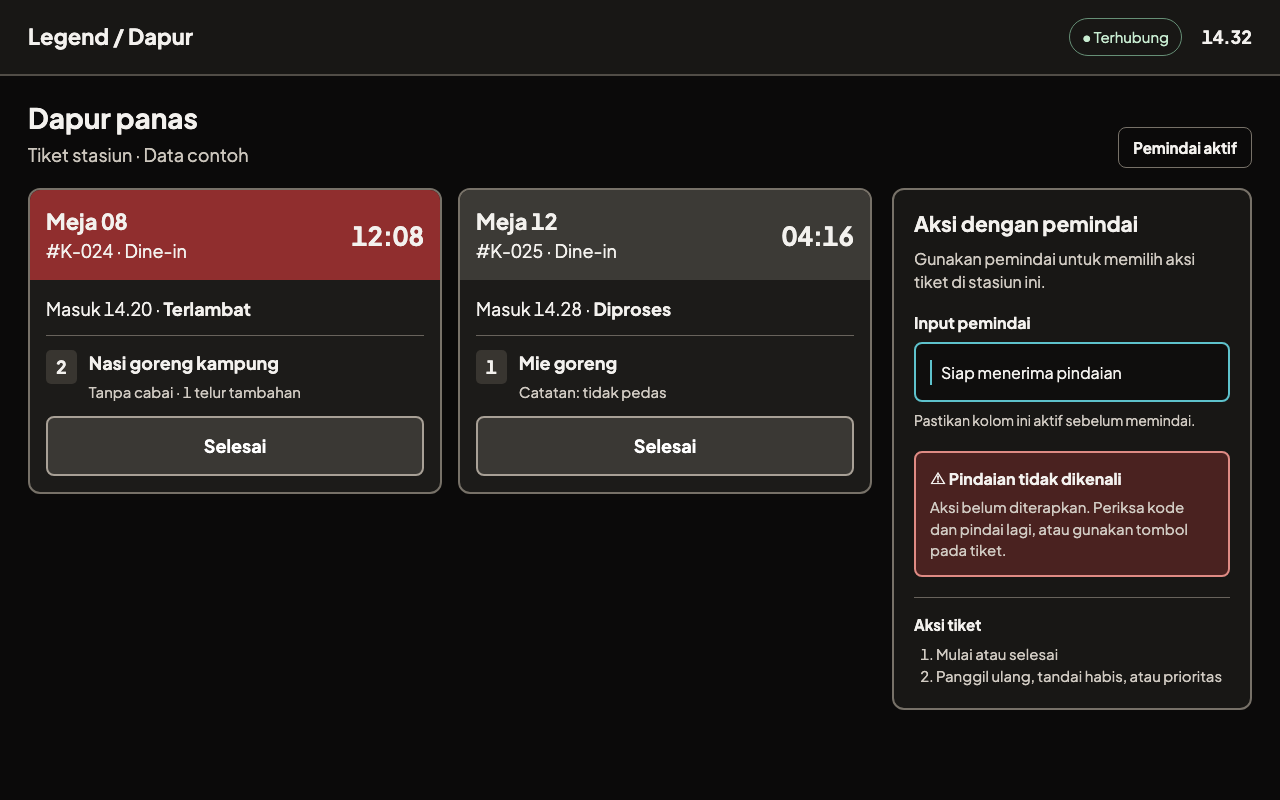 Legend / Dapur
● Terhubung
14.32
Dapur panas
Tiket stasiun · Data contoh
Pemindai aktif
Meja 08
#K-024 · Dine-in
12:08
Masuk 14.20 · Terlambat
2
Nasi goreng kampung
Tanpa cabai · 1 telur tambahan
Selesai
Meja 12
#K-025 · Dine-in
04:16
Masuk 14.28 · Diproses
1
Mie goreng
Catatan: tidak pedas
Selesai
Aksi dengan pemindai
Gunakan pemindai untuk memilih aksi
tiket di stasiun ini.
Input pemindai
Siap menerima pindaian
Pastikan kolom ini aktif sebelum memindai.
⚠ Pindaian tidak dikenali
Aksi belum diterapkan. Periksa kode
dan pindai lagi, atau gunakan tombol
pada tiket.
Aksi tiket
1. Mulai atau selesai
2. Panggil ulang, tandai habis, atau prioritas